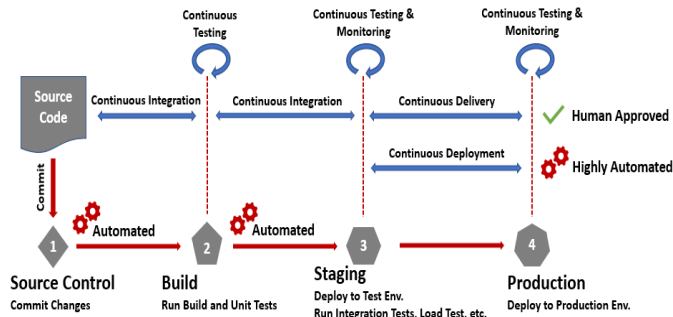 Continuous
Testing
Continuous Testing &
Monitoring
Continuous Testing &
Monitoring
Source
Code
Continuous Integration
Continuous Integration
Continuous Delivery
Human Approved
Continuous Deployment
Highly Automated
Commit
Automated
Automated
1
2
3
4
Source Control
Commit Changes
Build
Run Build and Unit Tests
Staging
Deploy to Test Env.
Run Integration Tests, Load Test, etc.
Production
Deploy to Production Env.